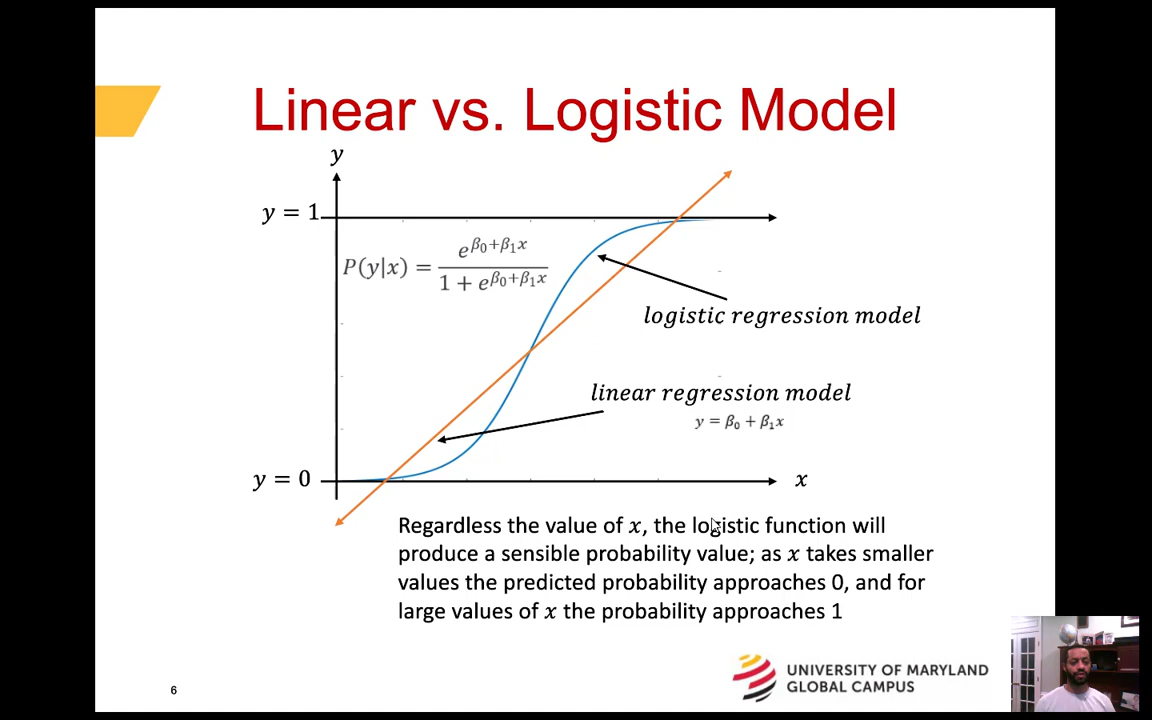 Linear vs. Logistic Model
y
y = 1
P(y|x) = e^{β₀+β₁x} / (1 + e^{β₀+β₁x})
logistic regression model
linear regression model
y = β₀ + β₁x
y = 0
x
Regardless the value of x, the logistic function will
produce a sensible probability value; as x takes smaller
values the predicted probability approaches 0, and for
large values of x the probability approaches 1
6
UNIVERSITY OF MARYLAND
GLOBAL CAMPUS